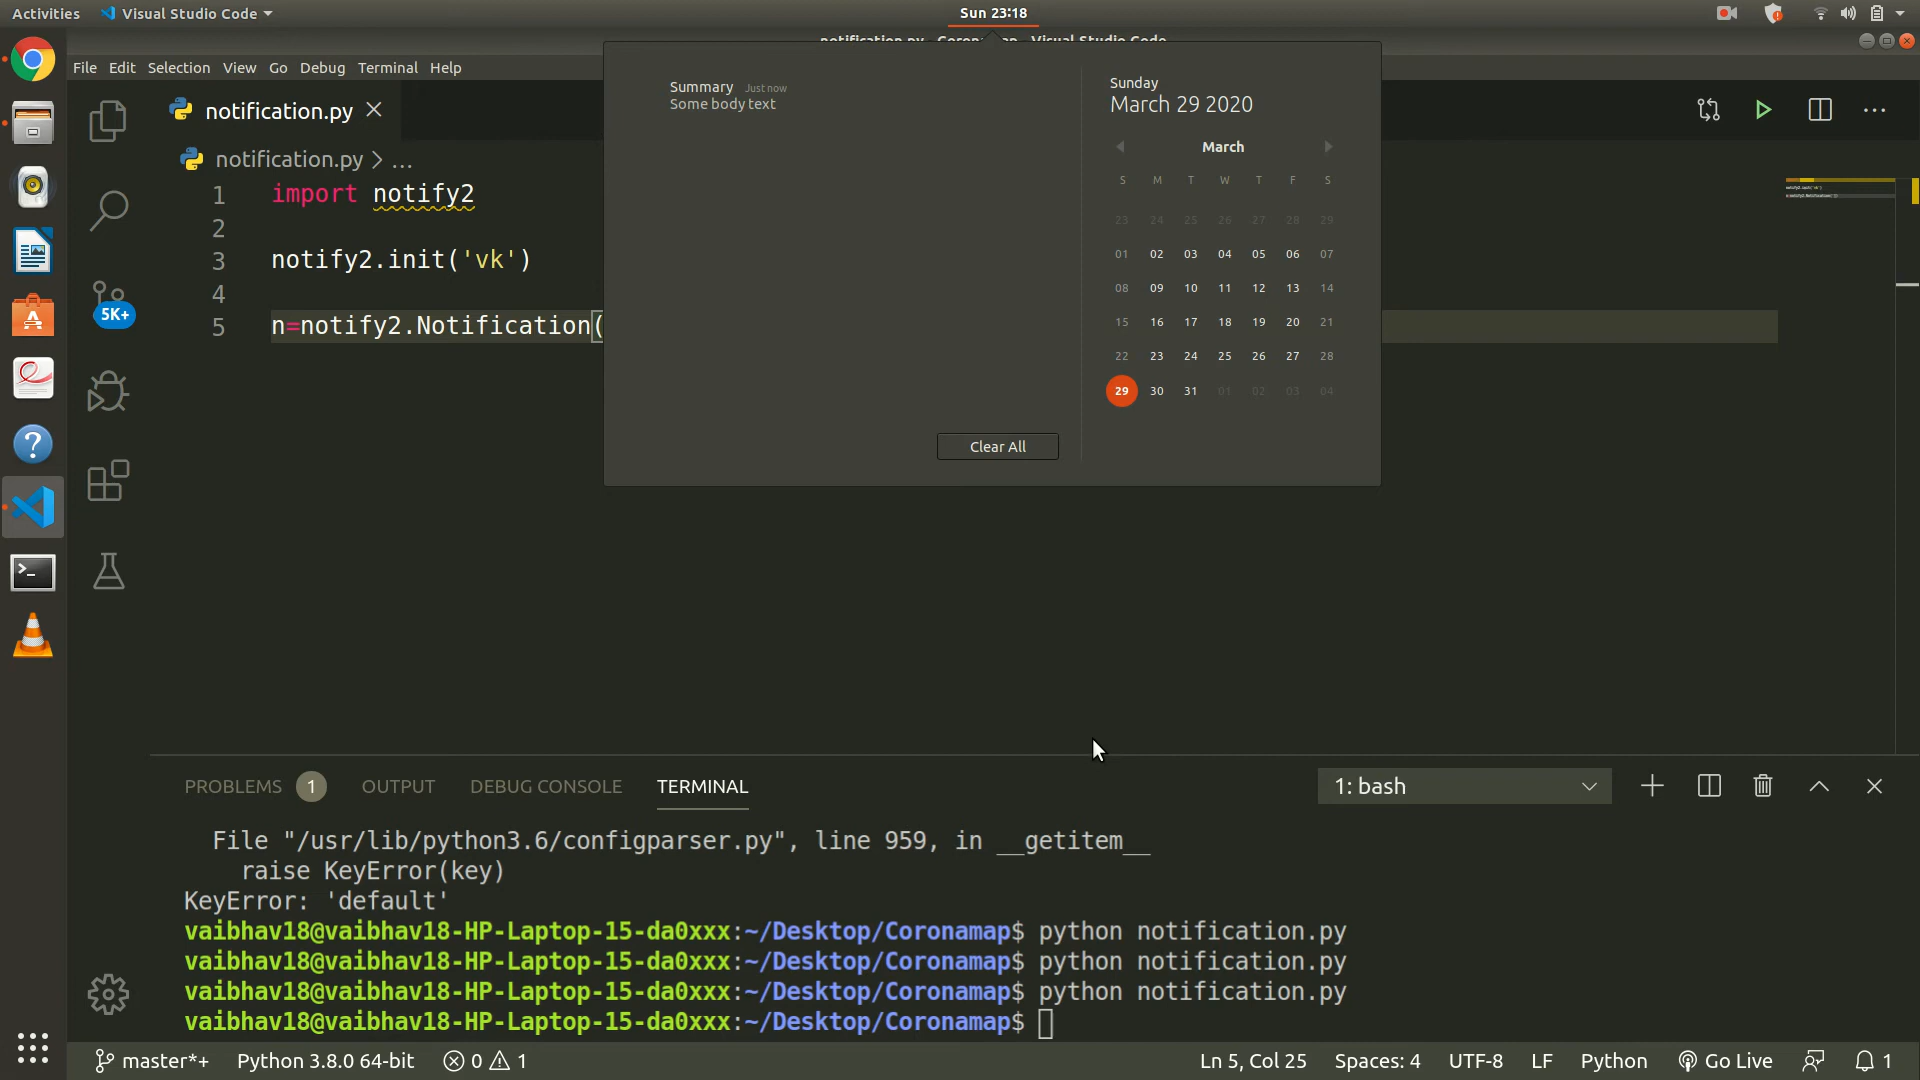 Activities
Visual Studio Code
Sun 23:18
File Edit Selection View Go Debug Terminal Help
notification.py
notification.py > ...
1 import notify2
2
3 notify2.init('vk')
4
5 n=notify2.Notification(
Summary Just now
Some body text
Clear All
Sunday
March 29 2020
March
S M T W T F S
23 24 25 26 27 28 29
01 02 03 04 05 06 07
08 09 10 11 12 13 14
15 16 17 18 19 20 21
22 23 24 25 26 27 28
29 30 31 01 02 03 04
5K+
PROBLEMS 1 OUTPUT DEBUG CONSOLE TERMINAL
1: bash
File "/usr/lib/python3.6/configparser.py", line 959, in __getitem__
raise KeyError(key)
KeyError: 'default'
vaibhav18@vaibhav18-HP-Laptop-15-da0xxx:~/Desktop/Coronamap$ python notification.py
vaibhav18@vaibhav18-HP-Laptop-15-da0xxx:~/Desktop/Coronamap$ python notification.py
vaibhav18@vaibhav18-HP-Laptop-15-da0xxx:~/Desktop/Coronamap$ python notification.py
vaibhav18@vaibhav18-HP-Laptop-15-da0xxx:~/Desktop/Coronamap$
master*+ Python 3.8.0 64-bit 0 1
Ln 5, Col 25 Spaces: 4 UTF-8 LF Python Go Live 1